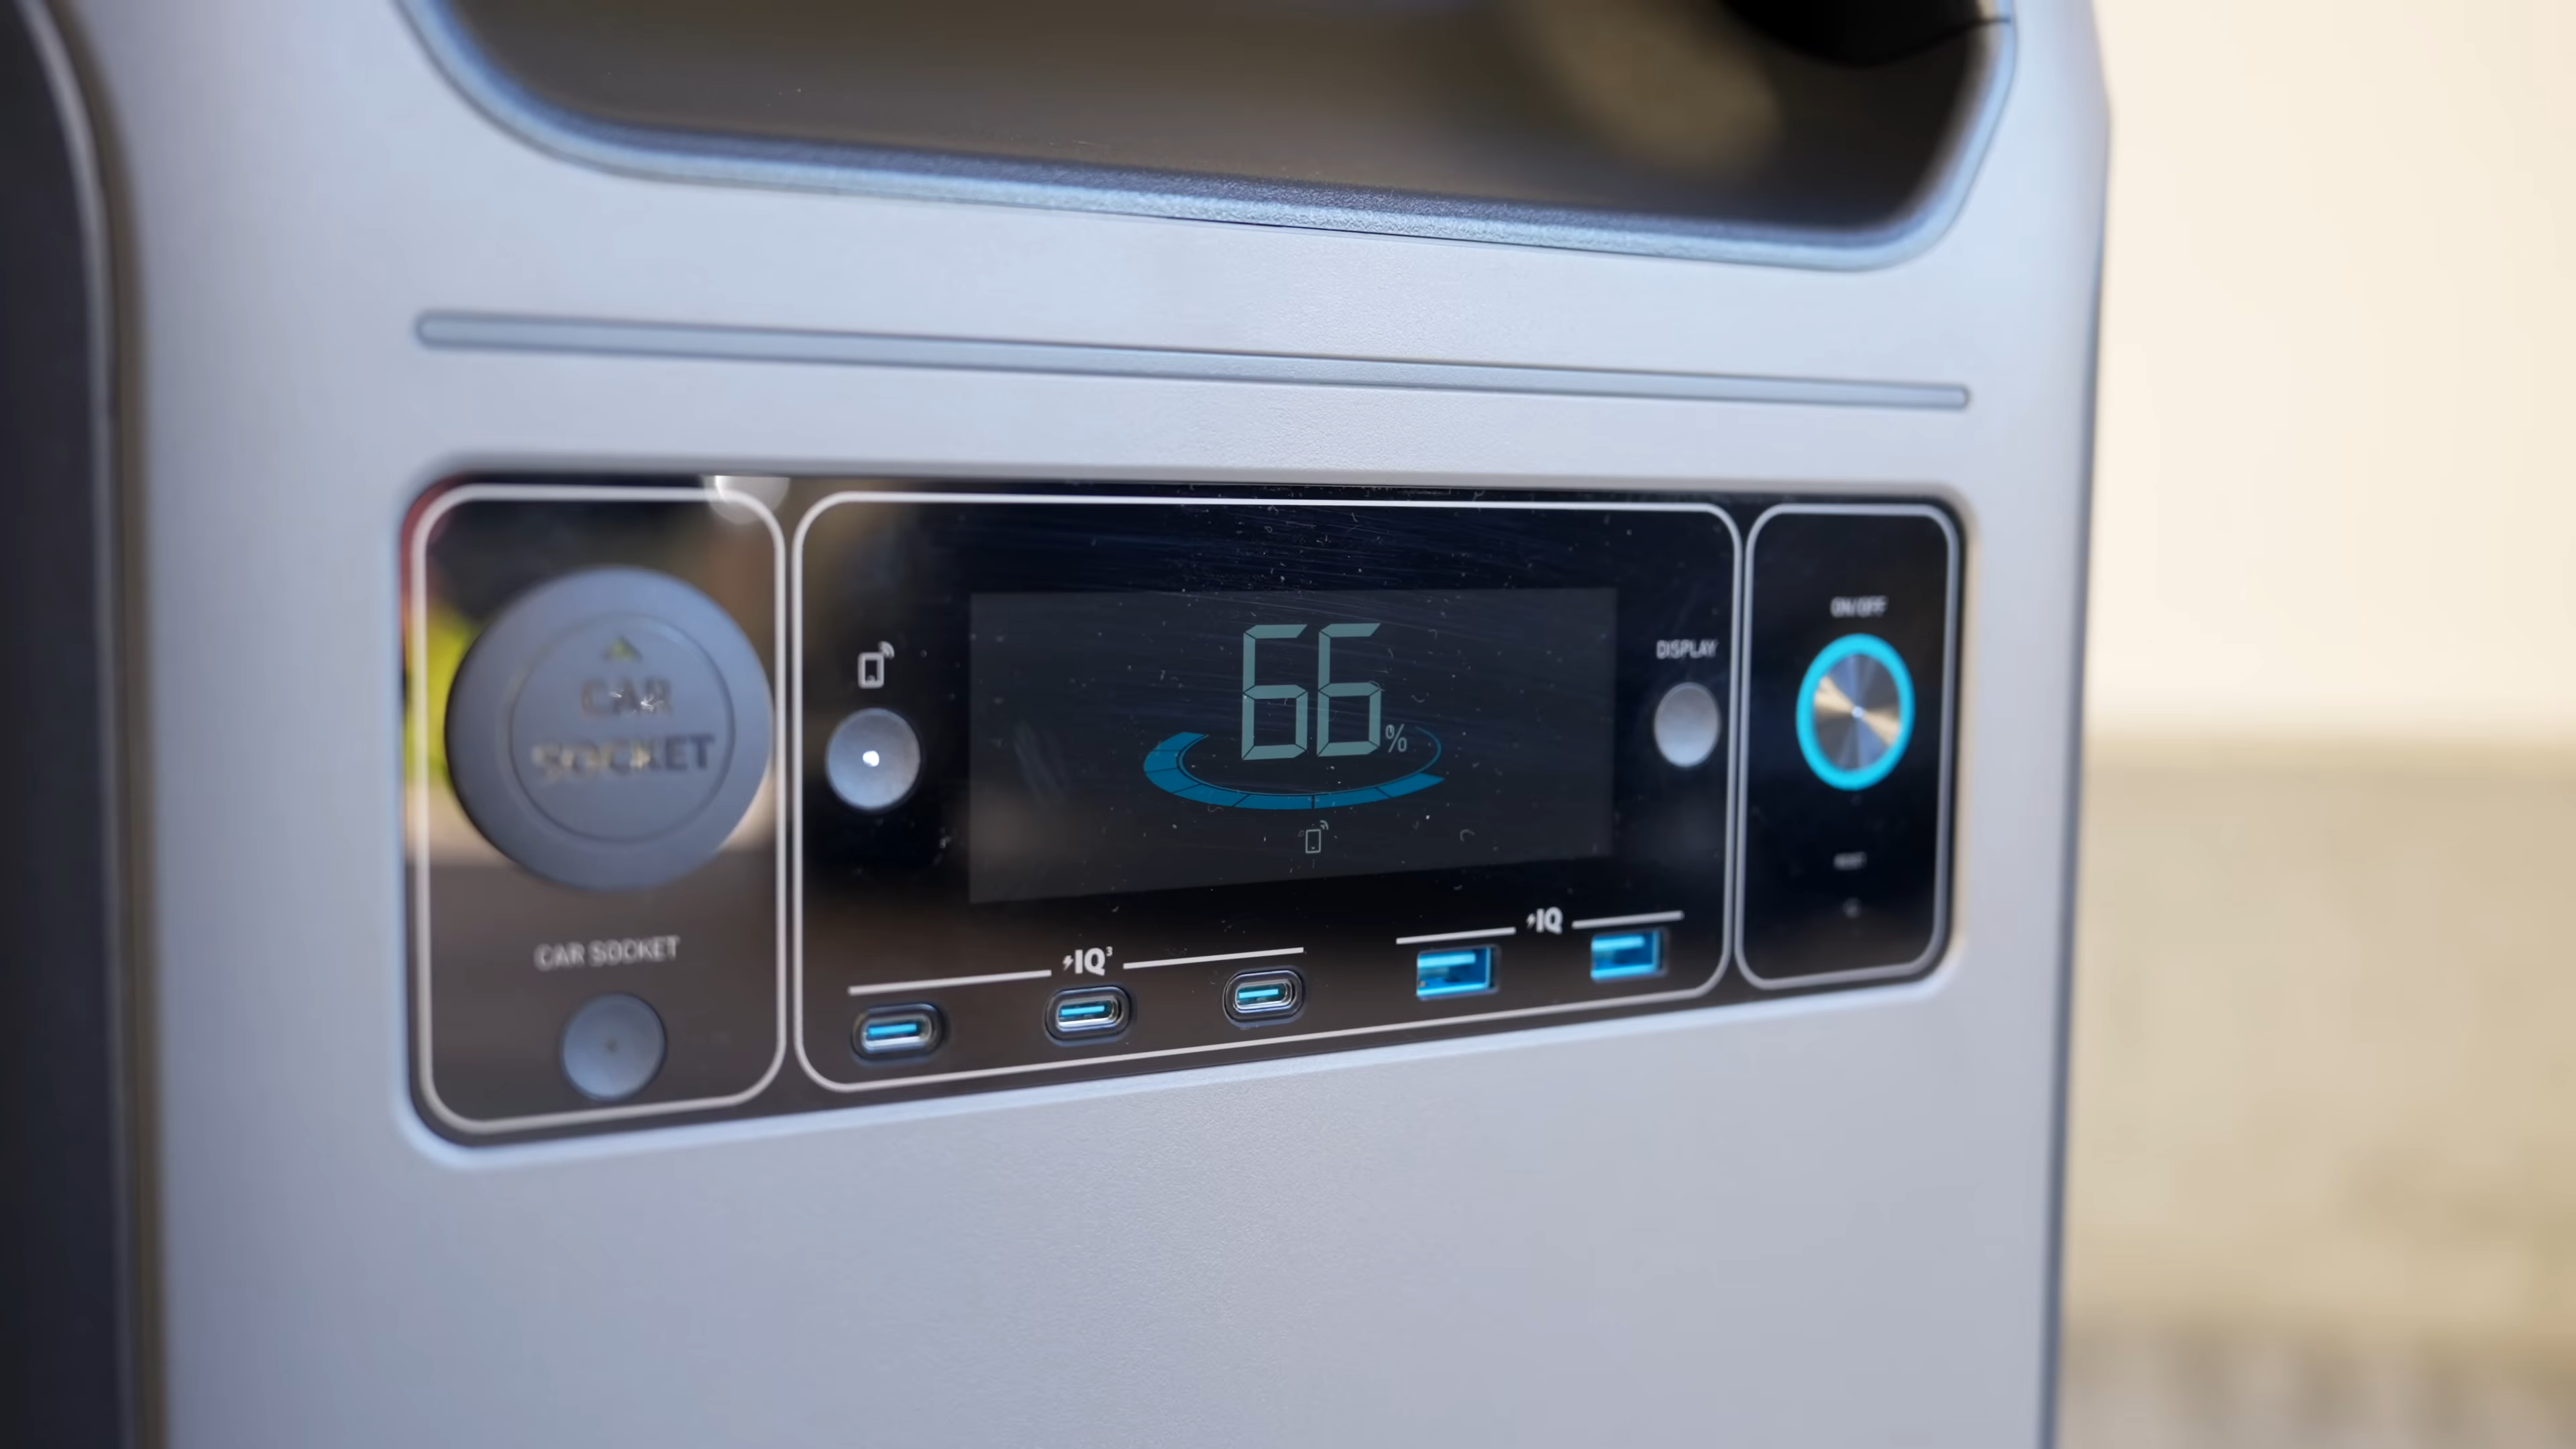 CAR
SOCKET
CAR SOCKET
66%
DISPLAY
ON/OFF
IQ³
IQ